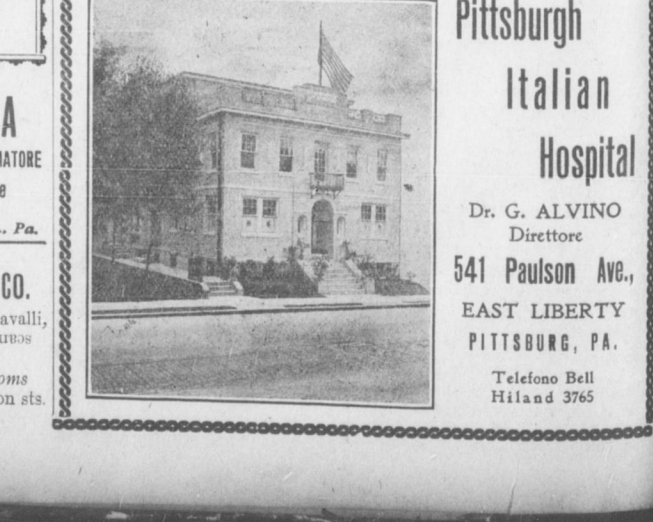 A
IATORE
e
., Pa.
CO.
avalli,
oms
on sts.
Pittsburgh
Italian
Hospital
Dr. G. ALVINO
Direttore
541 Paulson Ave.,
EAST LIBERTY
PITTSBURG, PA.
Telefono Bell
Hiland 3765